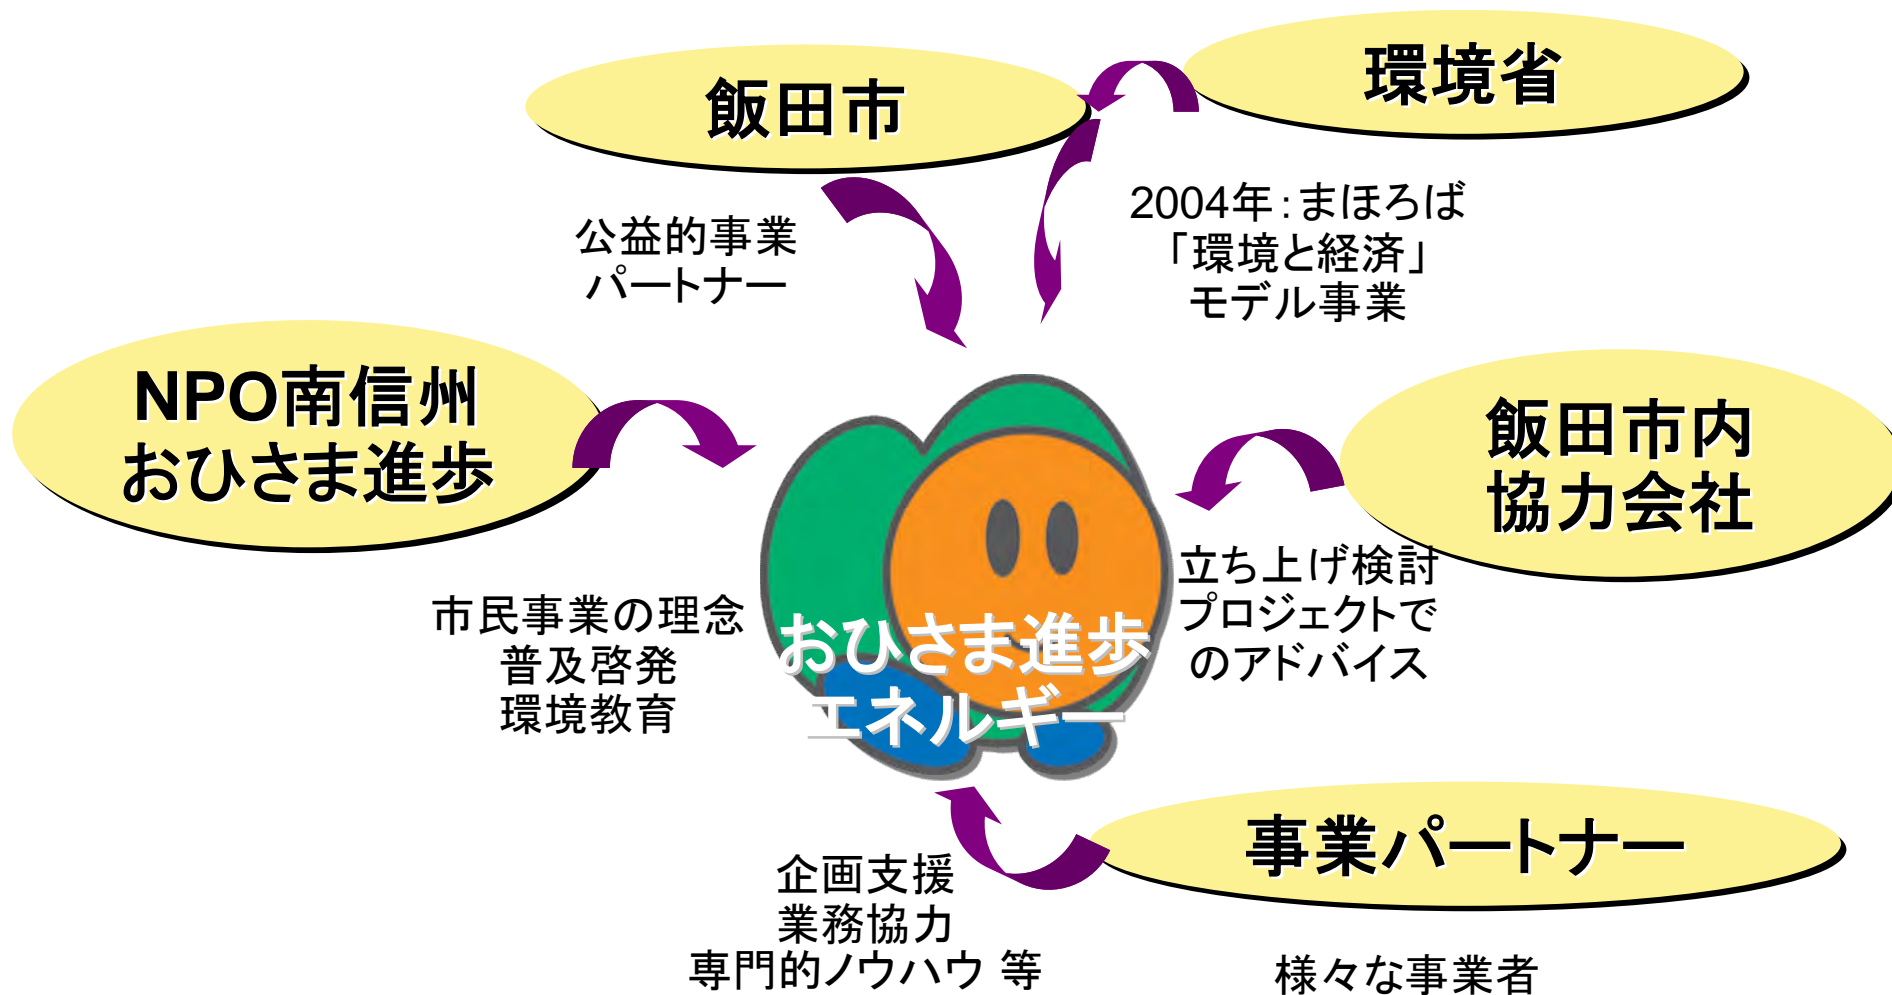 飯田市
環境省
公益的事業
パートナー
2004年：まほろば
「環境と経済」
モデル事業
NPO南信州
おひさま進歩
市民事業の理念
普及啓発
環境教育
飯田市内
協力会社
立ち上げ検討
プロジェクトで
のアドバイス
おひさま進歩
エネルギー
事業パートナー
企画支援
業務協力
専門的ノウハウ 等
様々な事業者